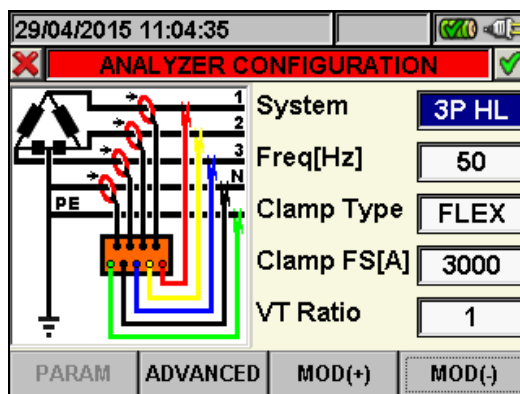 29/04/2015 11:04:35
ANALYZER CONFIGURATION
1
2
3
N
PE
System 3P HL
Freq[Hz] 50
Clamp Type FLEX
Clamp FS[A] 3000
VT Ratio 1
PARAM ADVANCED MOD(+) MOD(-)